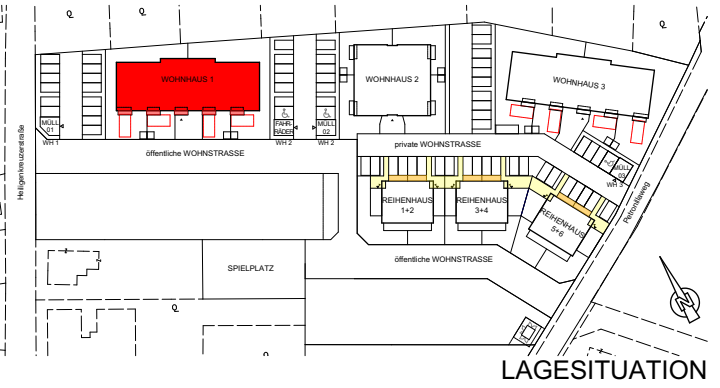 WOHNHAUS 1
WOHNHAUS 2
WOHNHAUS 3
MÜLL
01
WH 1
FAHR-
RÄDER
WH 2
MÜLL
02
WH 2
MÜLL
03
WH 3
öffentliche WOHNSTRASSE
private WOHNSTRASSE
Heiligenkreuzerstraße
Petronillaweg
REIHENHAUS
1+2
REIHENHAUS
3+4
REIHENHAUS
5+6
öffentliche WOHNSTRASSE
SPIELPLATZ
N
LAGESITUATION